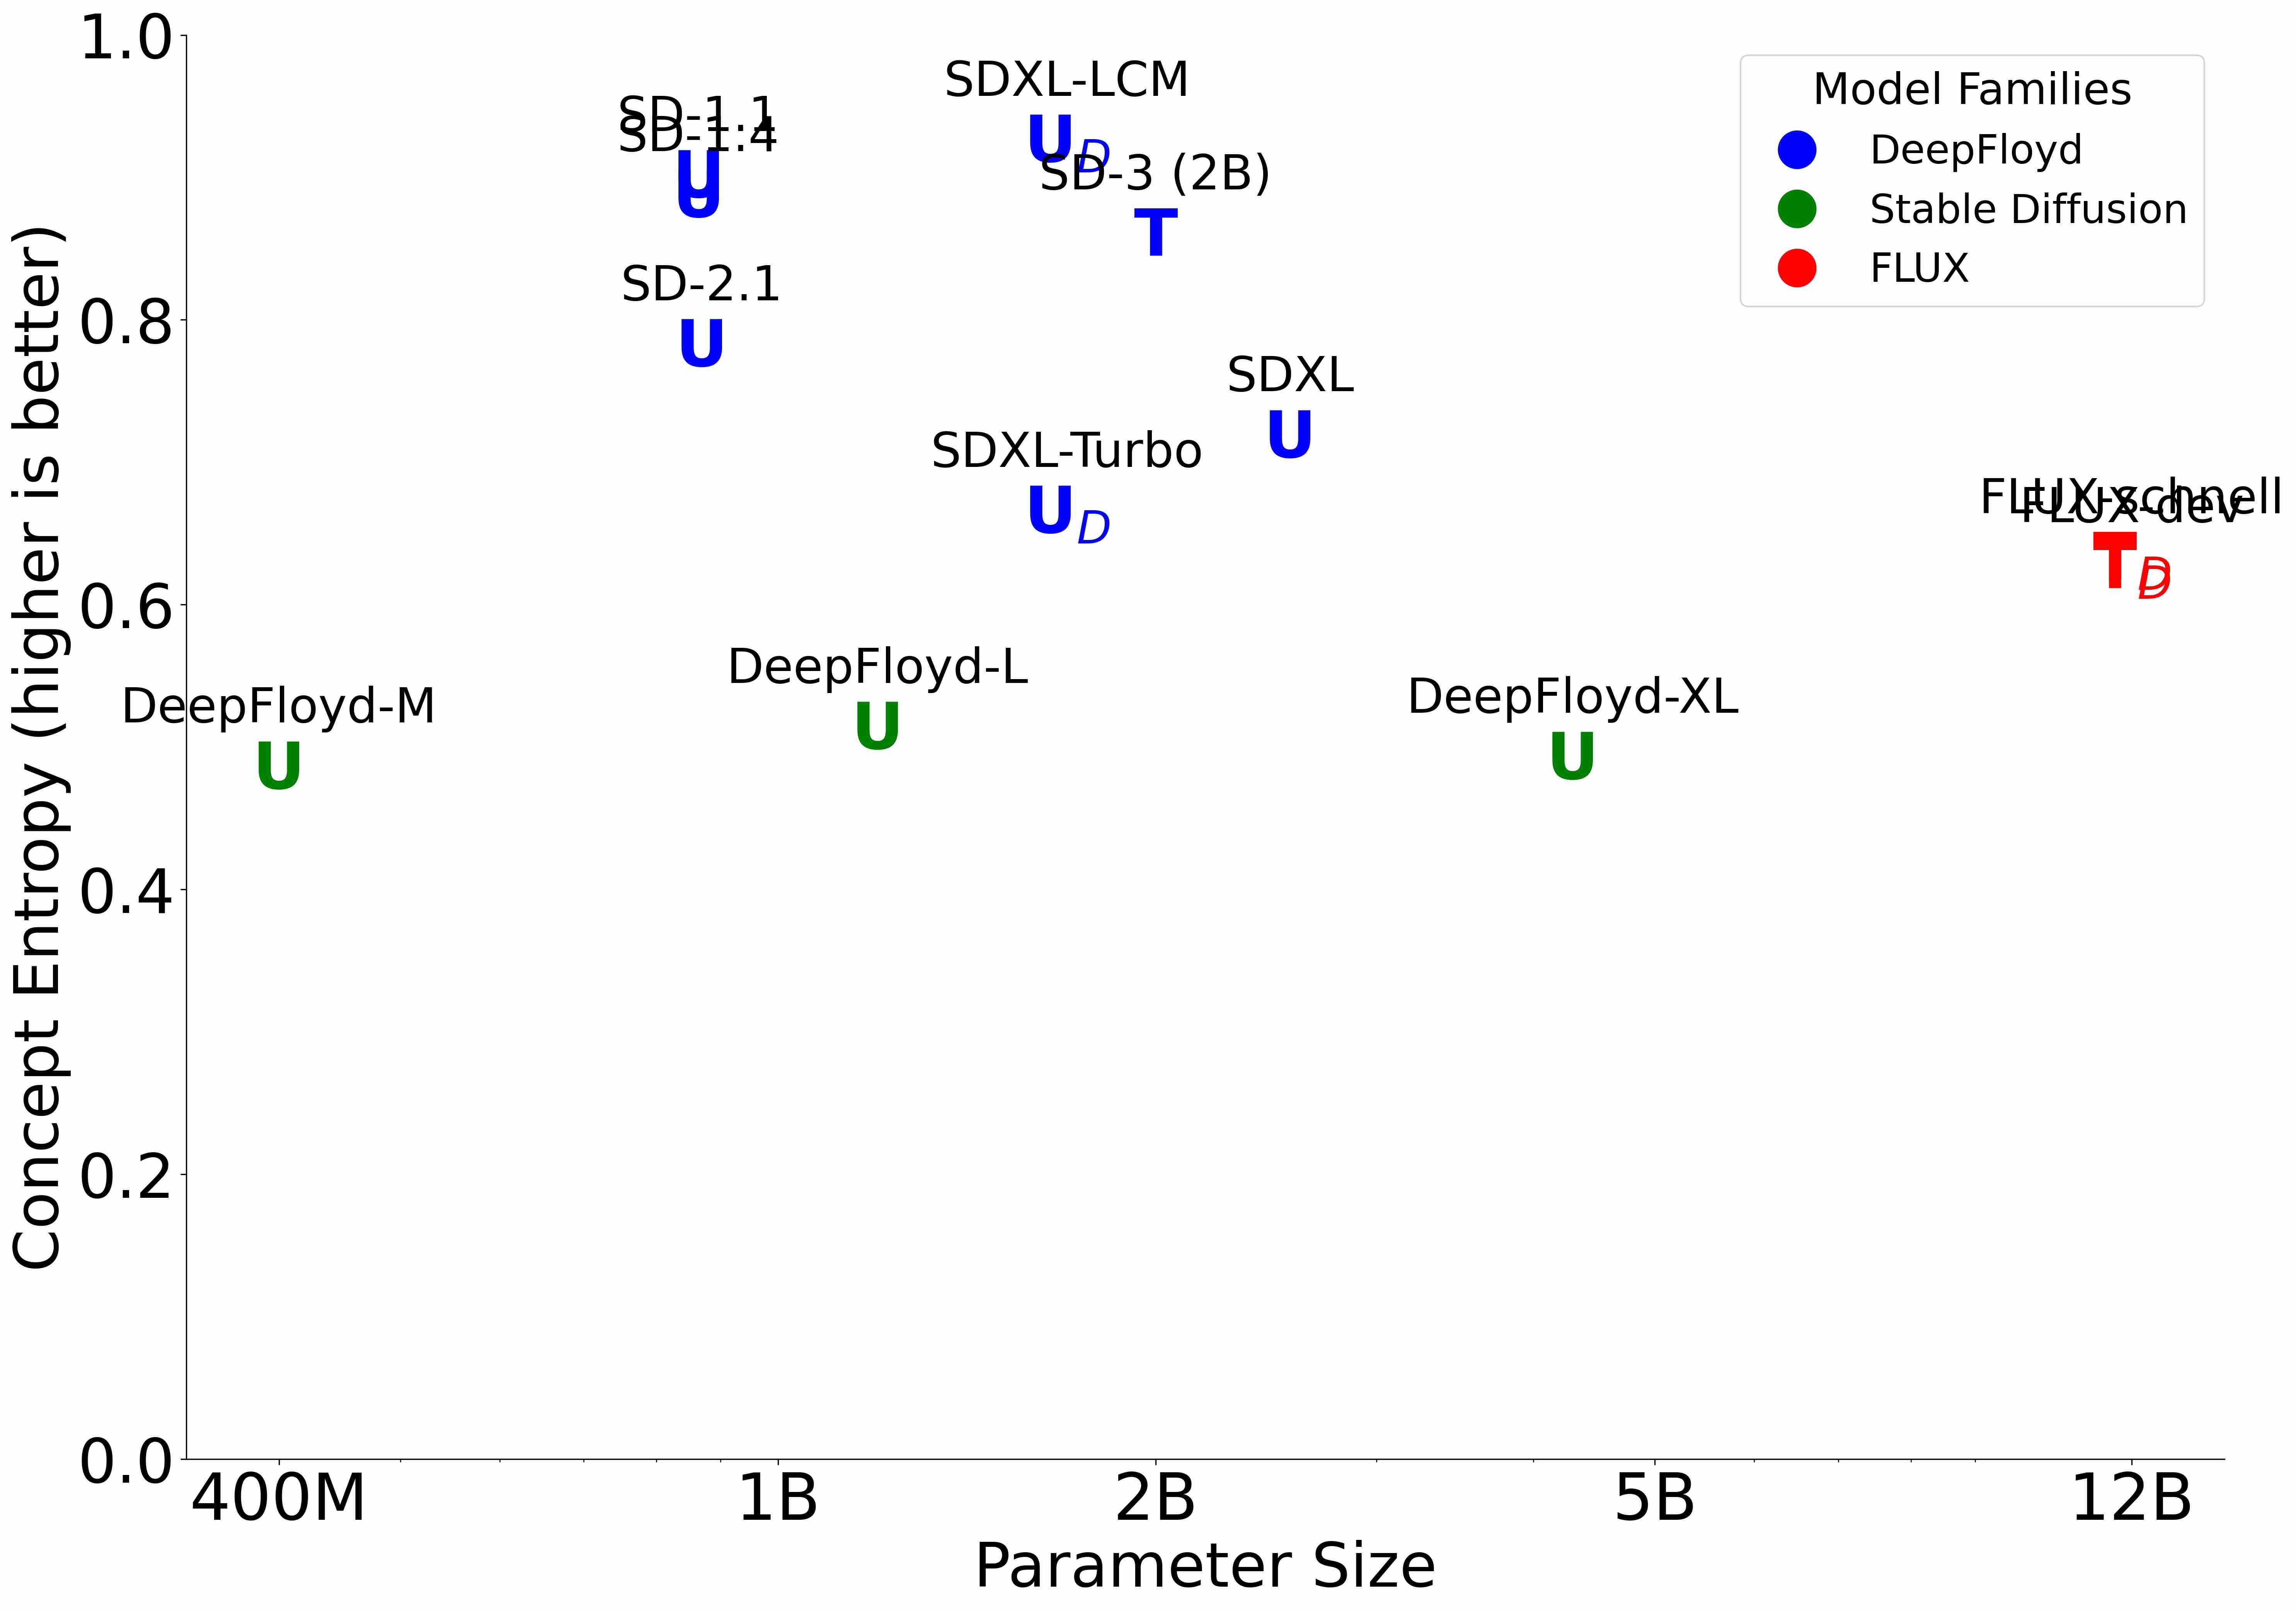 1.0
0.8
0.6
0.4
0.2
0.0
Concept Entropy (higher is better)
SD-1.1
SD-1.4
U
U
SD-2.1
U
SDXL-LCM
U D
SD-3 (2B)
T
SDXL
U
SDXL-Turbo
U D
FLUX-schnell
FLUX-dev
T D
T D
DeepFloyd-M
U
DeepFloyd-L
U
DeepFloyd-XL
U
Model Families
DeepFloyd
Stable Diffusion
FLUX
400M
1B
2B
5B
12B
Parameter Size